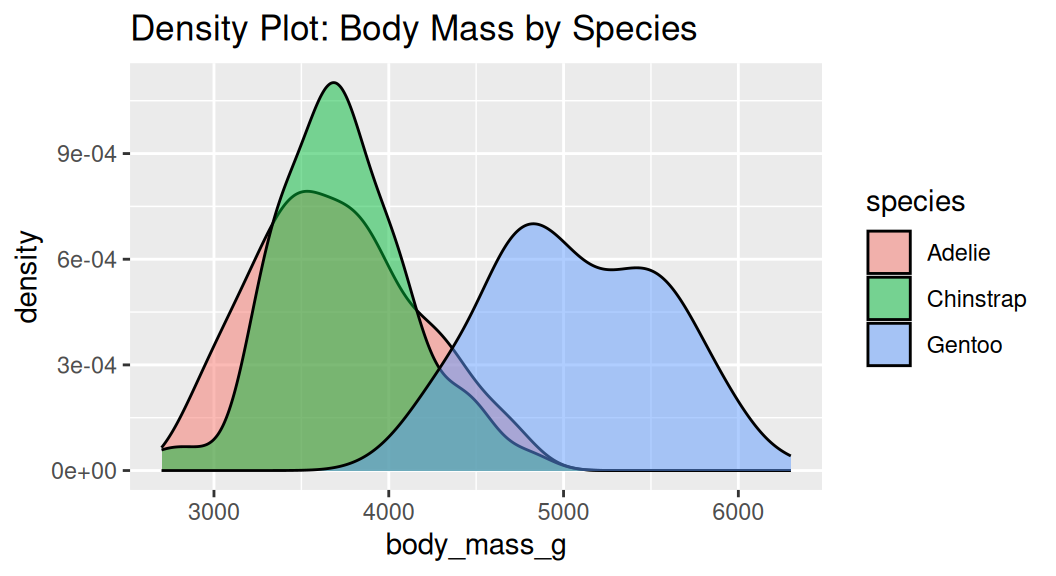 Density Plot: Body Mass by Species
density
9e-04
6e-04
3e-04
0e+00
3000 4000 5000 6000
body_mass_g
species
Adelie
Chinstrap
Gentoo